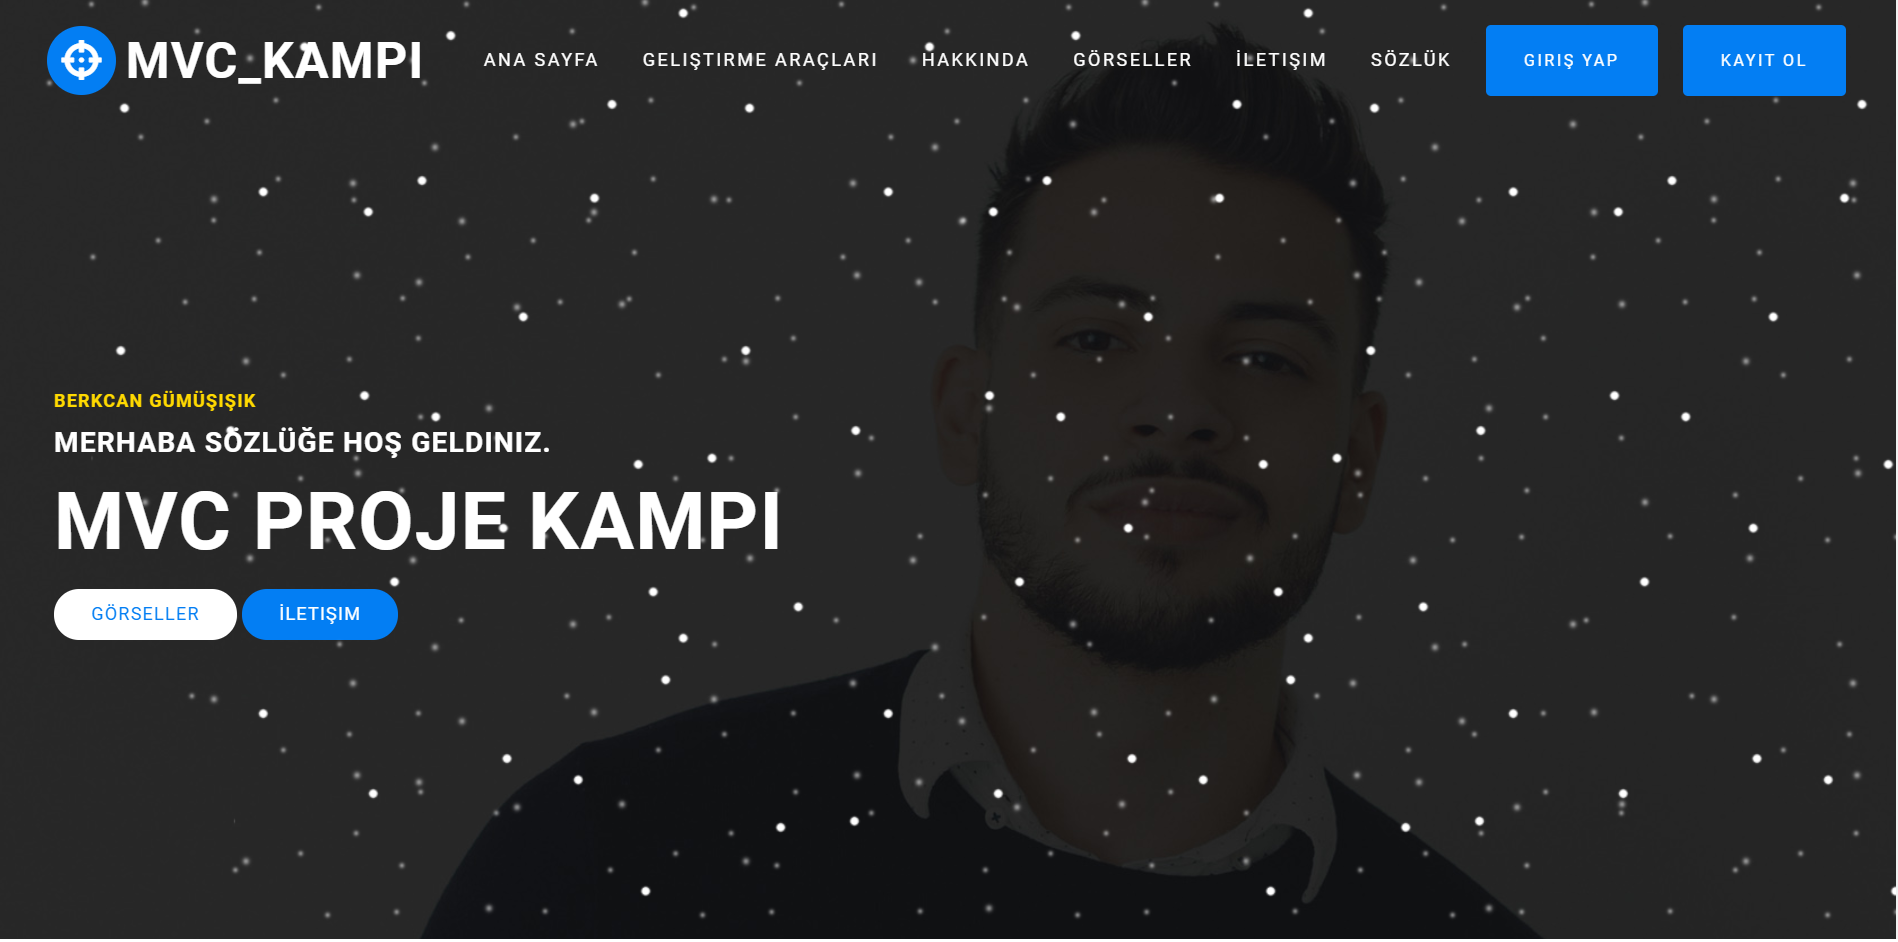 MVC_KAMPI
ANA SAYFA
GELIŞTIRME ARAÇLARI
HAKKINDA
GÖRSELLER
İLETIŞIM
SÖZLÜK
GIRIŞ YAP
KAYIT OL
BERKCAN GÜMÜŞIŞIK
MERHABA SÖZLÜĞE HOŞ GELDINIZ.
MVC PROJE KAMPI
GÖRSELLER
İLETIŞIM